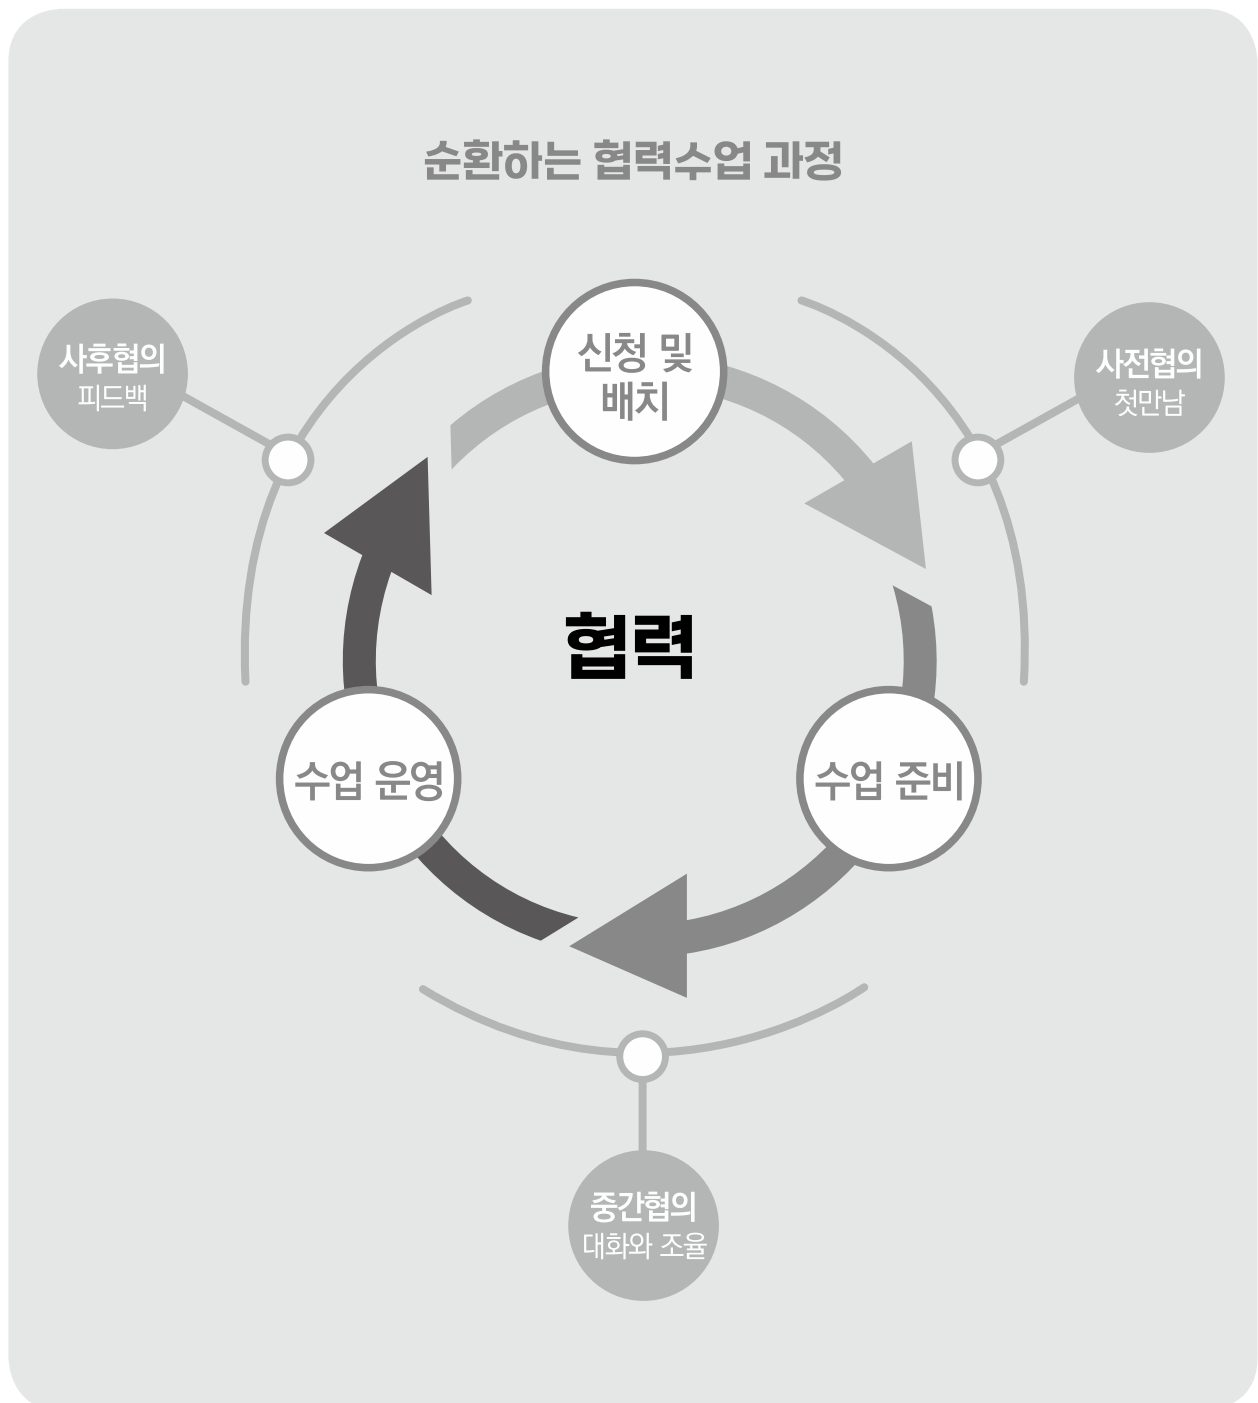 순환하는 협력수업 과정
신청 및
배치
사후협의
피드백
사전협의
첫만남
협력
수업 운영
수업 준비
중간협의
대화와 조율